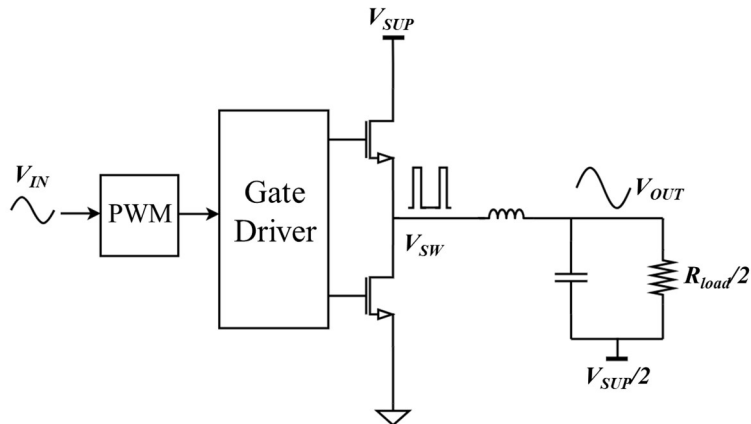 V_SUP
V_IN
PWM
Gate
Driver
V_SW
V_OUT
R_load/2
V_SUP/2